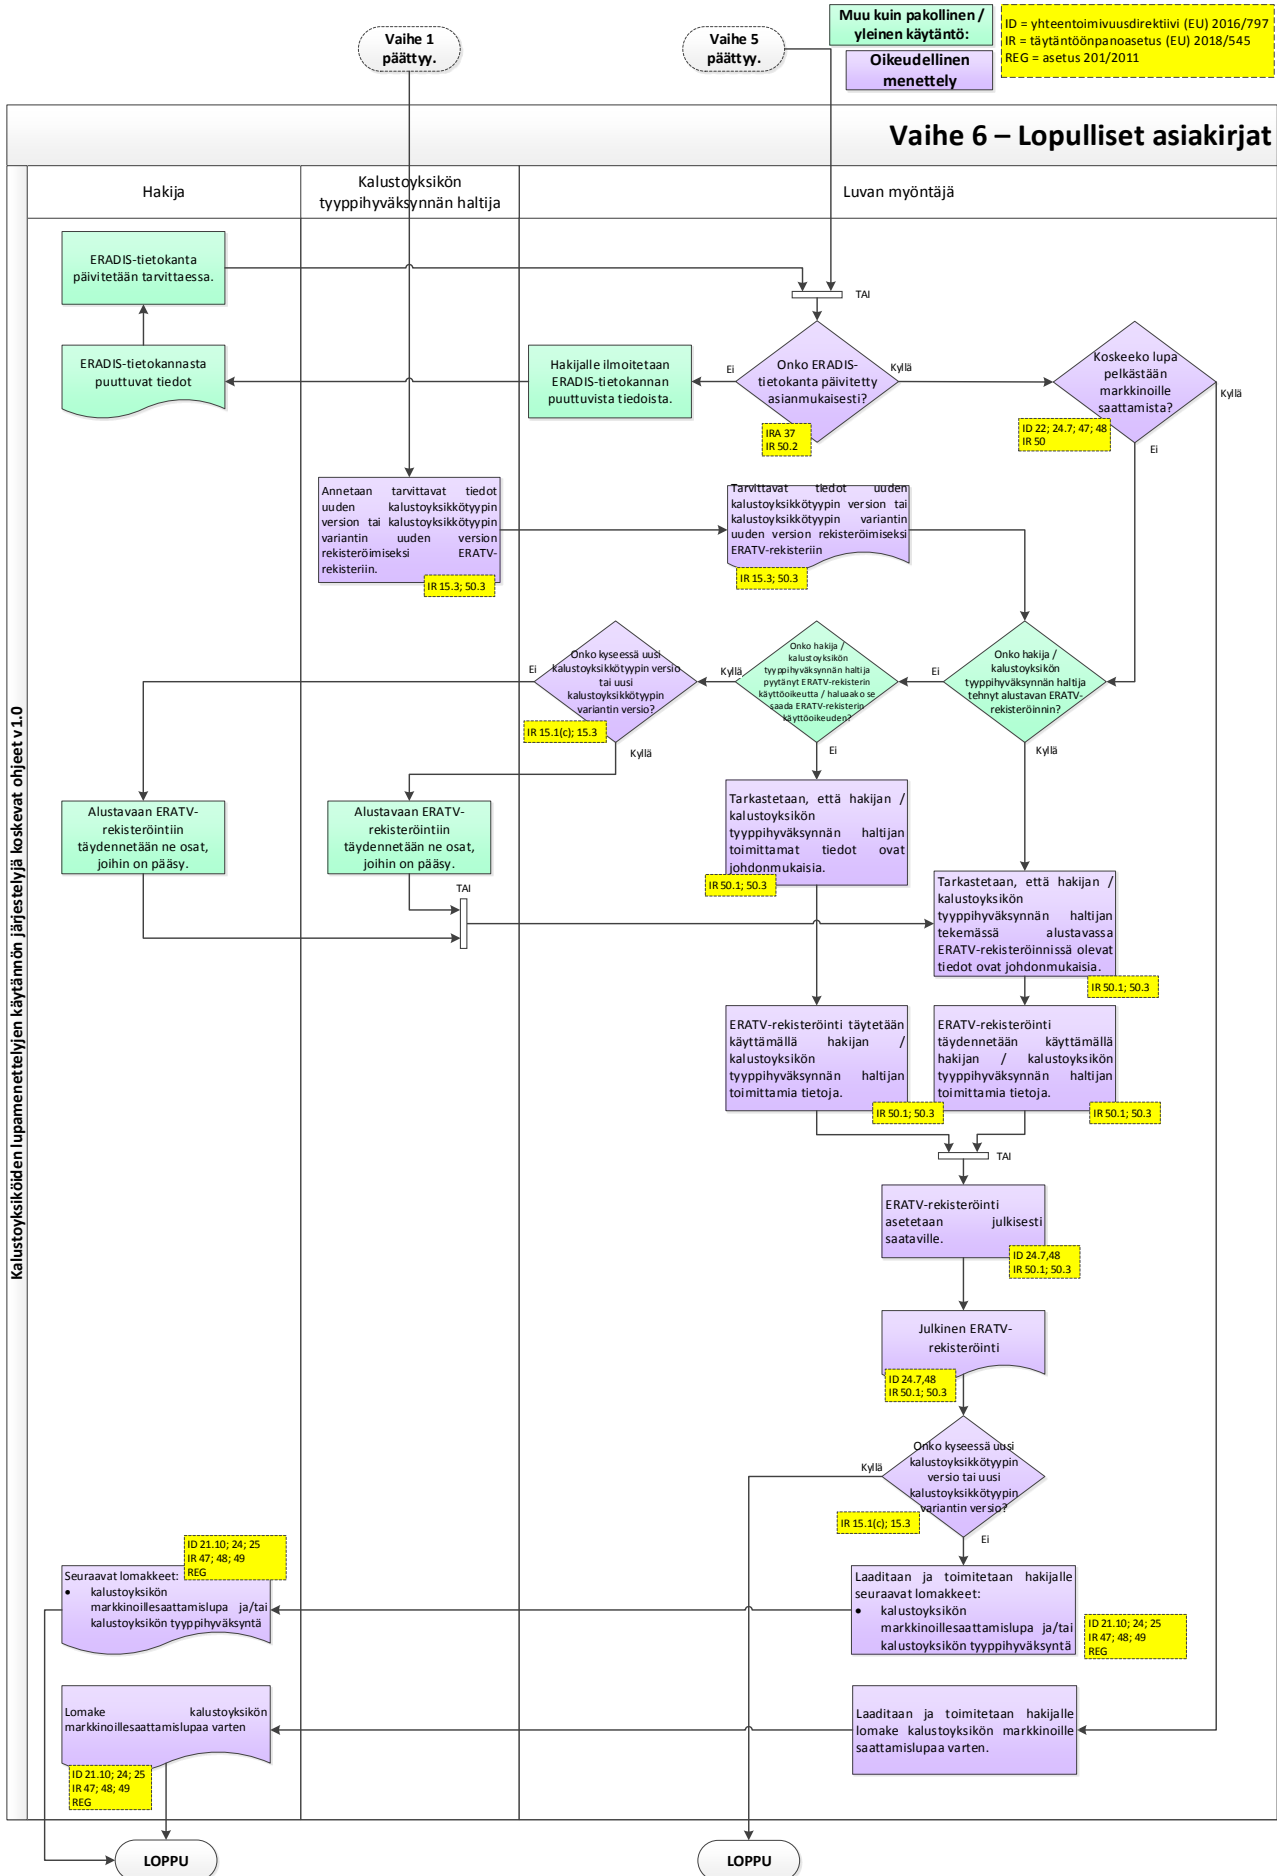 Vaihe 1
päättyy.
Vaihe 5
päättyy.
Muu kuin pakollinen /
yleinen käytäntö:
Oikeudellinen
menettely
ID = yhteentoimivuusdirektiivi (EU) 2016/797
IR = täytäntöönpanoasetus (EU) 2018/545
REG = asetus 201/2011
Vaihe 6 – Lopulliset asiakirjat
Kalustoyksiköiden lupamenettelyjen käytännön järjestelyjä koskevat ohjeet v1.0
Hakija
Kalustoyksikön
tyyppihyväksynnän haltija
Luvan myöntäjä
ERADIS-tietokanta
päivitetään tarvittaessa.
TAI
ERADIS-tietokannasta
puuttuvat tiedot
Hakijalle ilmoitetaan
ERADIS-tietokannan
puuttuvista tiedoista.
Ei
Onko ERADIS-
tietokanta päivitetty
asianmukaisesti?
Kyllä
IRA 37
IR 50.2
Koskeeko lupa
pelkästään
markkinoille
saattamista?
Kyllä
ID 22; 24.7; 47; 48
IR 50
Ei
Annetaan tarvittavat tiedot
uuden kalustoyksikkötyypin
version tai kalustoyksikkötyypin
variantin uuden version
rekisteröimiseksi ERATV-
rekisteriin.
IR 15.3; 50.3
Tarvittavat tiedot uuden
kalustoyksikkötyypin version tai
kalustoyksikkötyypin variantin
uuden version rekisteröimiseksi
ERATV-rekisteriin
IR 15.3; 50.3
Ei
Onko kyseessä uusi
kalustoyksikkötyypin versio
tai uusi
kalustoyksikkötyypin
variantin versio?
IR 15.1(c); 15.3
Kyllä
Kyllä
Onko hakija /
kalustoyksikön
tyyppihyväksynnän haltija
pyytänyt ERATV-rekisterin
käyttöoikeutta / haluaako se
saada ERATV-rekisterin
käyttöoikeuden?
Ei
Ei
Onko hakija /
kalustoyksikön
tyyppihyväksynnän haltija
tehnyt alustavan ERATV-
rekisteröinnin?
Kyllä
Alustavaan ERATV-
rekisteröintiin
täydennetään ne osat,
joihin on pääsy.
Alustavaan ERATV-
rekisteröintiin
täydennetään ne osat,
joihin on pääsy.
TAI
Tarkastetaan, että hakijan /
kalustoyksikön
tyyppihyväksynnän haltijan
toimittamat tiedot ovat
johdonmukaisia.
IR 50.1; 50.3
Tarkastetaan, että hakijan /
kalustoyksikön
tyyppihyväksynnän haltijan
tekemässä alustavassa
ERATV-rekisteröinnissä olevat
tiedot ovat johdonmukaisia.
IR 50.1; 50.3
ERATV-rekisteröinti täytetään
käyttämällä hakijan /
kalustoyksikön
tyyppihyväksynnän haltijan
toimittamia tietoja.
IR 50.1; 50.3
ERATV-rekisteröinti
täydennetään käyttämällä
hakijan / kalustoyksikön
tyyppihyväksynnän haltijan
toimittamia tietoja.
IR 50.1; 50.3
TAI
ERATV-rekisteröinti
asetetaan julkisesti
saataville.
ID 24.7,48
IR 50.1; 50.3
Julkinen ERATV-
rekisteröinti
ID 24.7,48
IR 50.1; 50.3
Kyllä
Onko kyseessä uusi
kalustoyksikkötyypin
versio tai uusi
kalustoyksikkötyypin
variantin versio?
IR 15.1(c); 15.3
Ei
ID 21.10; 24; 25
IR 47; 48; 49
REG
Seuraavat lomakkeet:
• kalustoyksikön
markkinoillesaattamislupa ja/tai
kalustoyksikön tyyppihyväksyntä
Laaditaan ja toimitetaan hakijalle
seuraavat lomakkeet:
• kalustoyksikön
markkinoillesaattamislupa ja/tai
kalustoyksikön tyyppihyväksyntä
ID 21.10; 24; 25
IR 47; 48; 49
REG
Lomake kalustoyksikön
markkinoillesaattamislupaa varten
ID 21.10; 24; 25
IR 47; 48; 49
REG
Laaditaan ja toimitetaan hakijalle
lomake kalustoyksikön markkinoille
saattamislupaa varten.
LOPPU
LOPPU